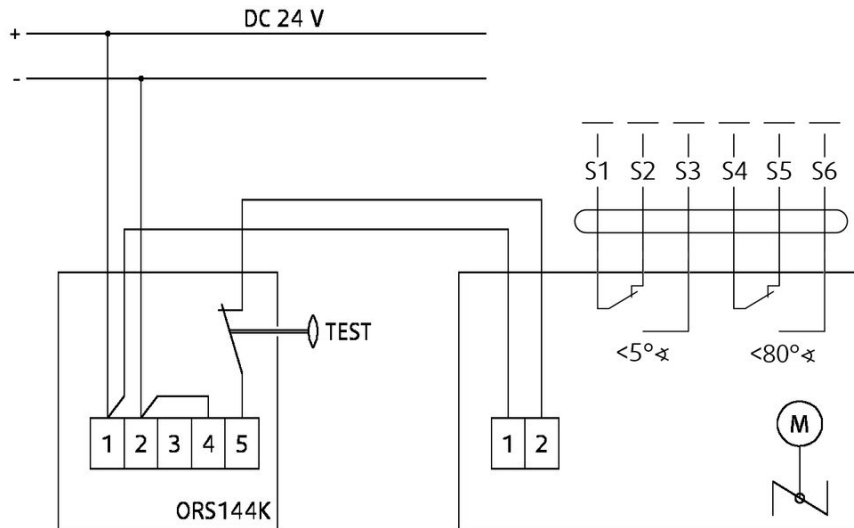 DC 24 V
+
-
S1 S2 S3 S4 S5 S6
TEST
<5°∢ <80°∢
1 2 3 4 5
1 2
M
ORS144K